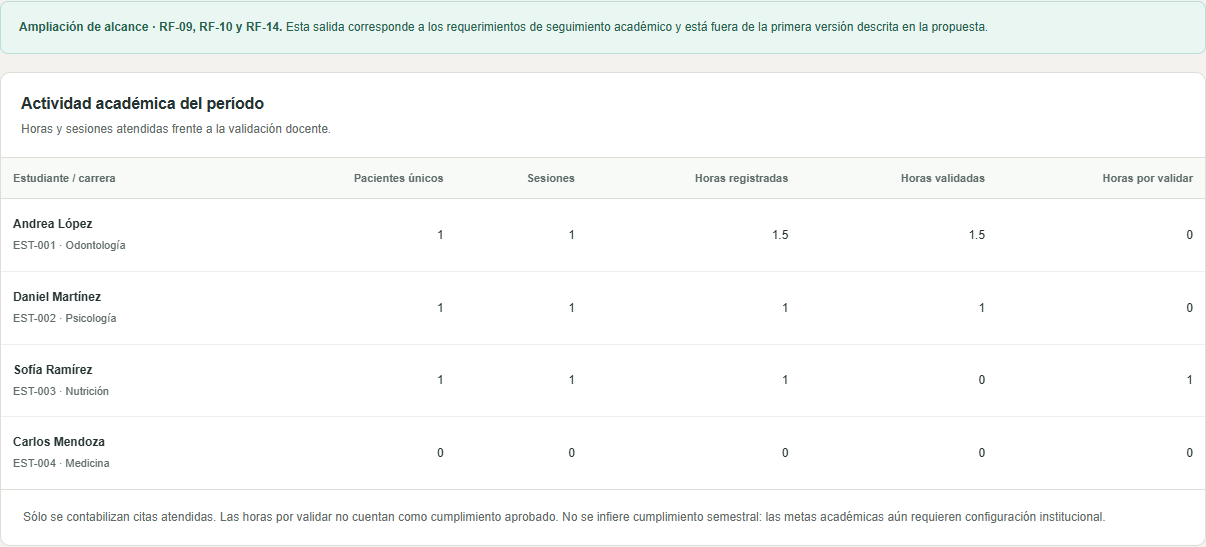 Ampliación de alcance · RF-09, RF-10 y RF-14. Esta salida corresponde a los requerimientos de seguimiento académico y está fuera de la primera versión descrita en la propuesta.
Actividad académica del período
Horas y sesiones atendidas frente a la validación docente.
Estudiante / carrera Pacientes únicos Sesiones Horas registradas Horas validadas Horas por validar
Andrea López
EST-001 · Odontología 1 1 1.5 1.5 0
Daniel Martínez
EST-002 · Psicología 1 1 1 1 0
Sofía Ramírez
EST-003 · Nutrición 1 1 1 0 1
Carlos Mendoza
EST-004 · Medicina 0 0 0 0 0
Sólo se contabilizan citas atendidas. Las horas por validar no cuentan como cumplimiento aprobado. No se infiere cumplimiento semestral: las metas académicas aún requieren configuración institucional.